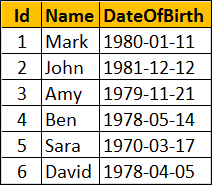 Id Name DateOfBirth
1 Mark 1980-01-11
2 John 1981-12-12
3 Amy 1979-11-21
4 Ben 1978-05-14
5 Sara 1970-03-17
6 David 1978-04-05